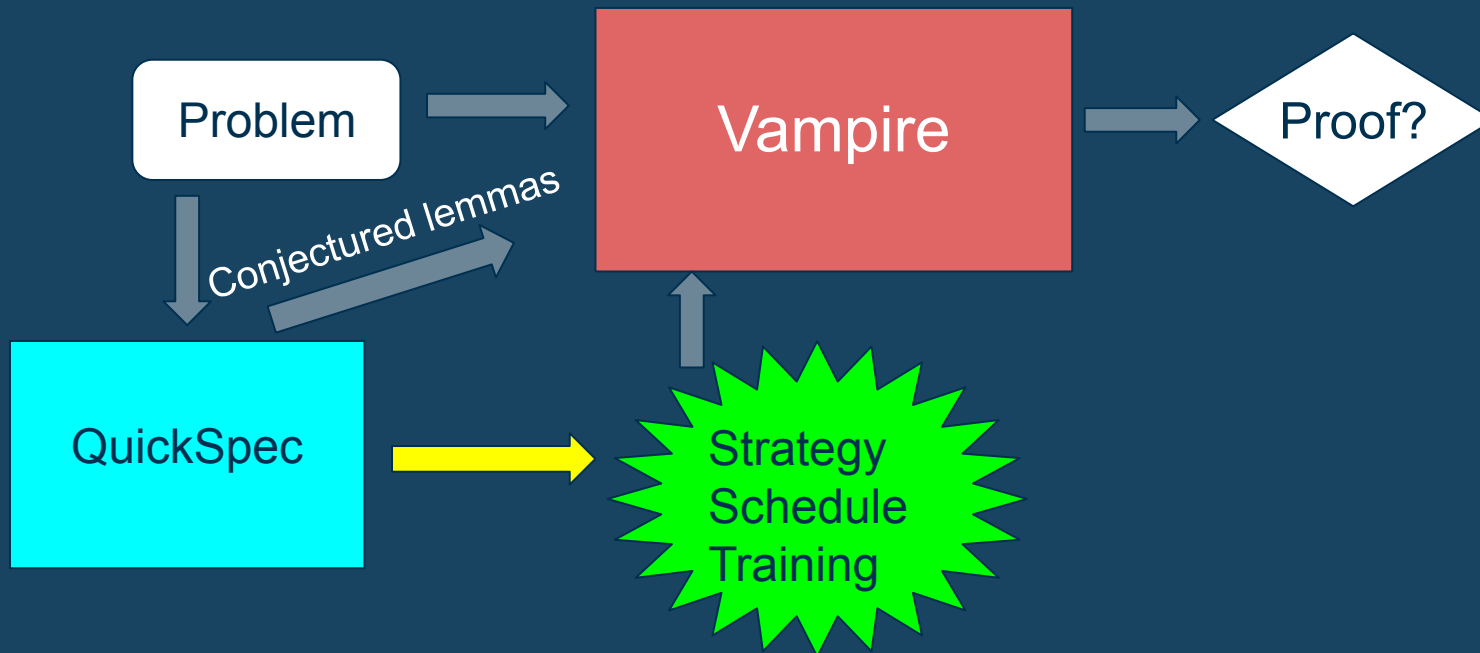 Problem
Vampire
Proof?
Conjectured lemmas
QuickSpec
Strategy
Schedule
Training